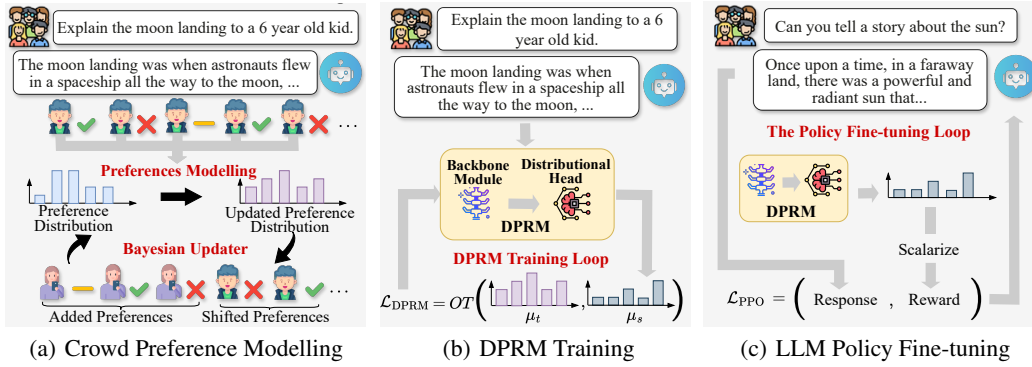 Explain the moon landing to a 6 year old kid.
The moon landing was when astronauts flew
in a spaceship all the way to the moon, ...
...
Preferences Modelling
Preference
Distribution
Updated Preference
Distribution
Bayesian Updater
...
Added Preferences
Shifted Preferences
(a) Crowd Preference Modelling
Explain the moon landing to a 6
year old kid.
The moon landing was when
astronauts flew in a spaceship all
the way to the moon, ...
Backbone
Module
Distributional
Head
DPRM
DPRM Training Loop
ℒ_DPRM = OT ( , )
μ_t
μ_s
(b) DPRM Training
Can you tell a story about the sun?
Once upon a time, in a faraway
land, there was a powerful and
radiant sun that...
The Policy Fine-tuning Loop
DPRM
Scalarize
ℒ_PPO = ( Response , Reward )
(c) LLM Policy Fine-tuning